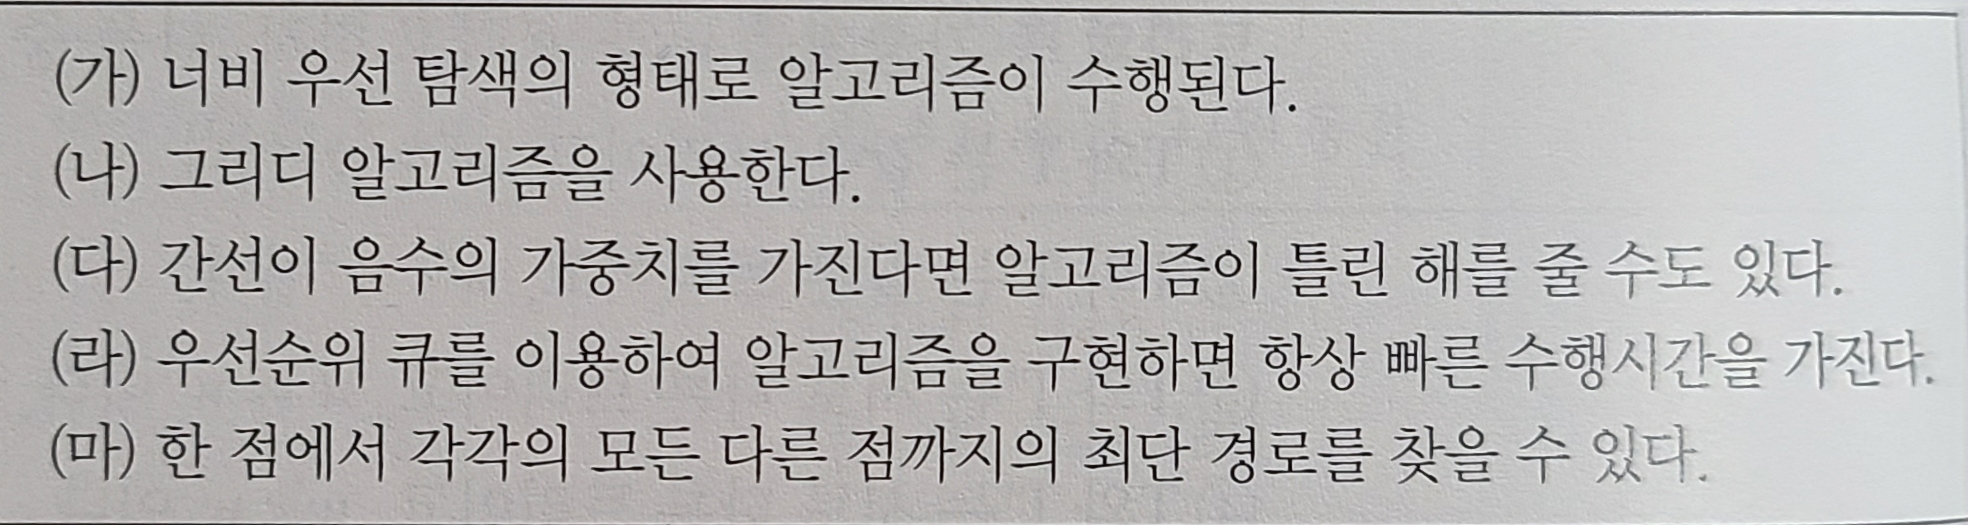 (가) 너비 우선 탐색의 형태로 알고리즘이 수행된다.
(나) 그리디 알고리즘을 사용한다.
(다) 간선이 음수의 가중치를 가진다면 알고리즘이 틀린 해를 줄 수도 있다.
(라) 우선순위 큐를 이용하여 알고리즘을 구현하면 항상 빠른 수행시간을 가진다.
(마) 한 점에서 각각의 모든 다른 점까지의 최단 경로를 찾을 수 있다.